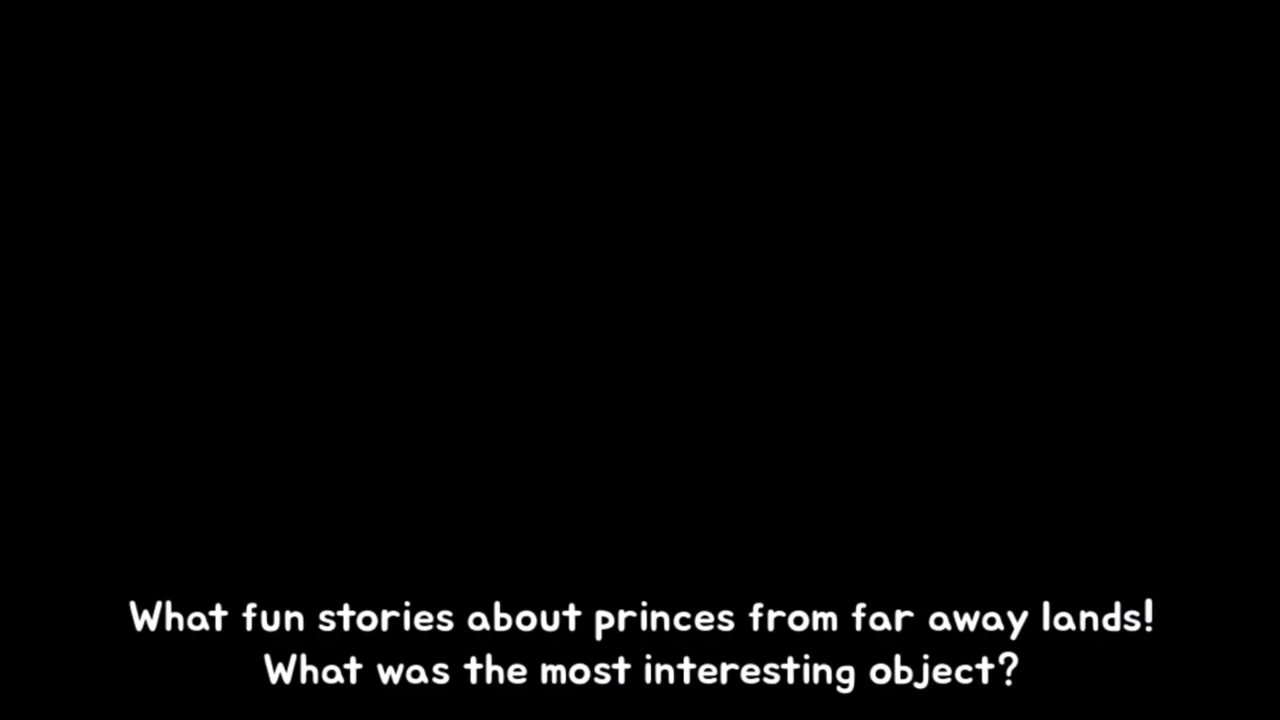 What fun stories about princes from far away lands!
What was the most interesting object?